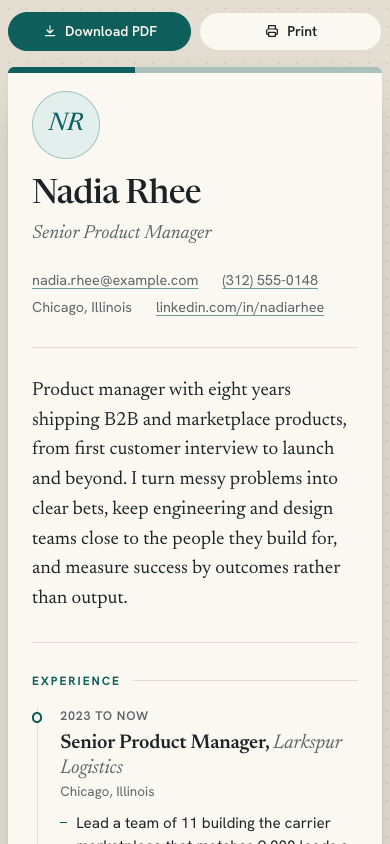 Download PDF
Print
NR
Nadia Rhee
Senior Product Manager
nadia.rhee@example.com (312) 555-0148
Chicago, Illinois linkedin.com/in/nadiarhee
Product manager with eight years
shipping B2B and marketplace products,
from first customer interview to launch
and beyond. I turn messy problems into
clear bets, keep engineering and design
teams close to the people they build for,
and measure success by outcomes rather
than output.
EXPERIENCE
2023 TO NOW
Senior Product Manager, Larkspur
Logistics
Chicago, Illinois
– Lead a team of 11 building the carrier